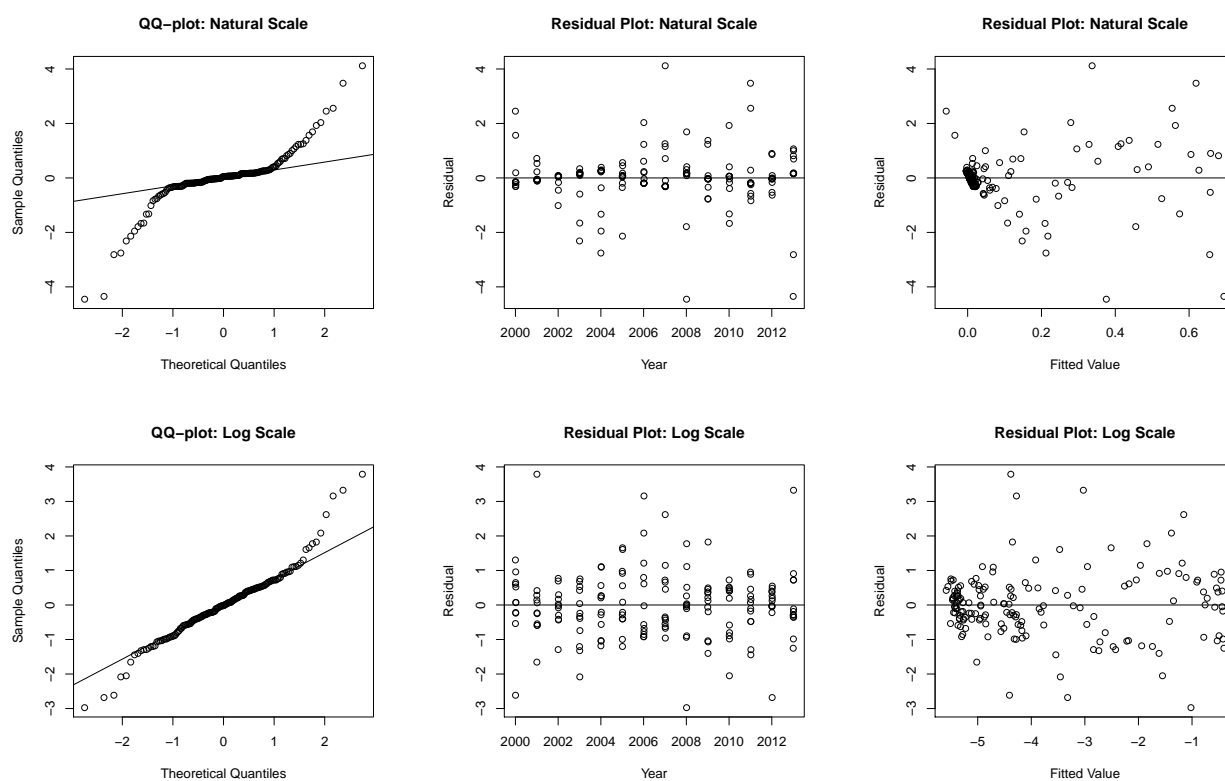 QQ−plot: Natural Scale
Sample Quantiles
4
2
0
−2
−4
−2 −1 0 1 2
Theoretical Quantiles
Residual Plot: Natural Scale
Residual
4
2
0
−2
−4
2000 2002 2004 2006 2008 2010 2012
Year
Residual Plot: Natural Scale
Residual
4
2
0
−2
−4
0.0 0.2 0.4 0.6
Fitted Value
QQ−plot: Log Scale
Sample Quantiles
4
3
2
1
0
−1
−2
−3
−2 −1 0 1 2
Theoretical Quantiles
Residual Plot: Log Scale
Residual
4
3
2
1
0
−1
−2
−3
2000 2002 2004 2006 2008 2010 2012
Year
Residual Plot: Log Scale
Residual
4
3
2
1
0
−1
−2
−3
−5 −4 −3 −2 −1
Fitted Value